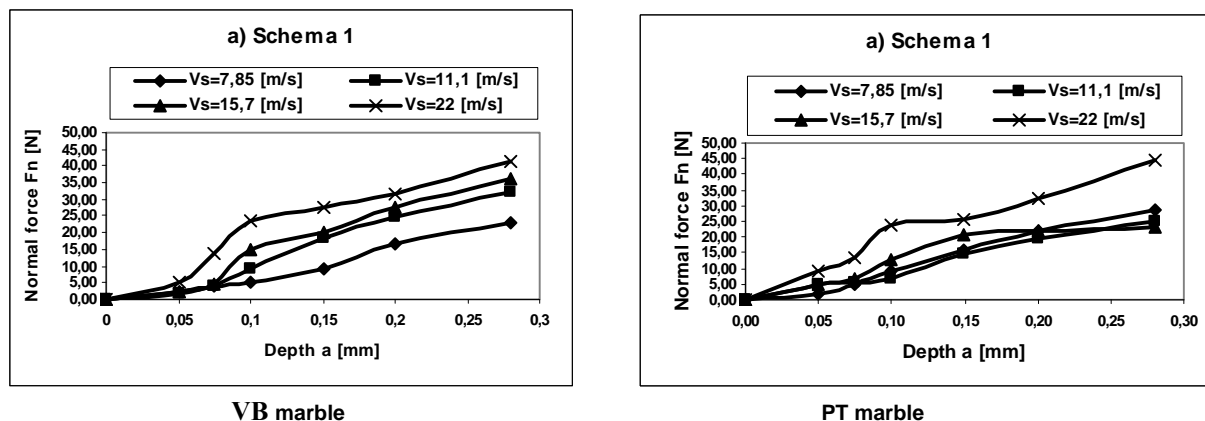 a) Schema 1
Vs=7,85 [m/s]
Vs=11,1 [m/s]
Vs=15,7 [m/s]
Vs=22 [m/s]
Normal force Fn [N]
50,00
45,00
40,00
35,00
30,00
25,00
20,00
15,00
10,00
5,00
0,00
0 0,05 0,1 0,15 0,2 0,25 0,3
Depth a [mm]
VB marble
a) Schema 1
Vs=7,85 [m/s]
Vs=11,1 [m/s]
Vs=15,7 [m/s]
Vs=22 [m/s]
Normal force Fn [N]
50,00
45,00
40,00
35,00
30,00
25,00
20,00
15,00
10,00
5,00
0,00
0,00 0,05 0,10 0,15 0,20 0,25 0,30
Depth a [mm]
PT marble